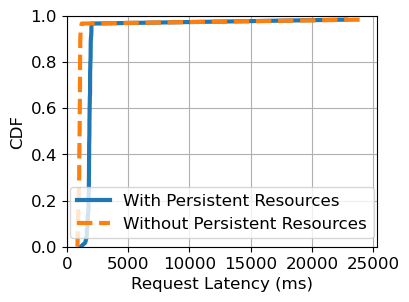 1.0
0.8
0.6
0.4
0.2
0.0
CDF
With Persistent Resources
Without Persistent Resources
0 5000 10000 15000 20000 25000
Request Latency (ms)